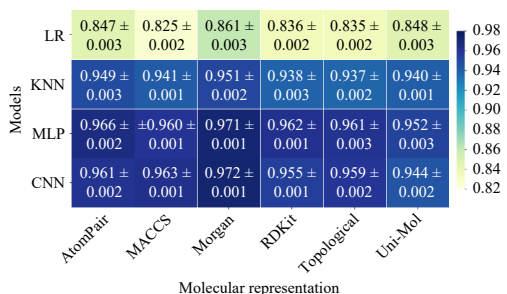 LR
0.847 ± 0.825 ± 0.861 ± 0.836 ± 0.835 ± 0.848 ±
0.003 0.002 0.003 0.002 0.002 0.003
KNN
0.949 ± 0.941 ± 0.951 ± 0.938 ± 0.937 ± 0.940 ±
0.003 0.001 0.002 0.003 0.002 0.001
MLP
0.966 ± ±0.960 ± 0.971 ± 0.962 ± 0.961 ± 0.952 ±
0.002 0.001 0.001 0.001 0.003 0.003
CNN
0.961 ± 0.963 ± 0.972 ± 0.955 ± 0.959 ± 0.944 ±
0.002 0.001 0.001 0.001 0.002 0.002
Models
AtomPair
MACCS
Morgan
RDKit
Topological
Uni-Mol
Molecular representation
0.98
0.96
0.94
0.92
0.90
0.88
0.86
0.84
0.82